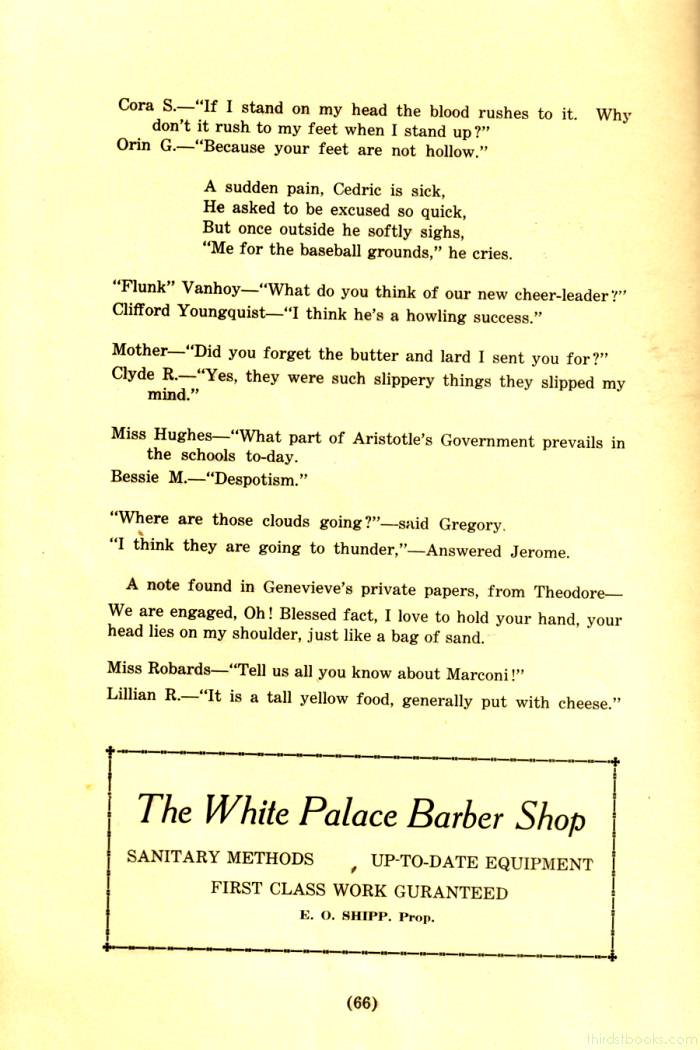 Cora S.—“If I stand on my head the blood rushes to it. Why
don’t it rush to my feet when I stand up?”
Orin G.—“Because your feet are not hollow.”
A sudden pain, Cedric is sick,
He asked to be excused so quick,
But once outside he softly sighs,
“Me for the baseball grounds,” he cries.
“Flunk” Vanhoy—“What do you think of our new cheer-leader?”
Clifford Youngquist—“I think he’s a howling success.”
Mother—“Did you forget the butter and lard I sent you for?”
Clyde R.—“Yes, they were such slippery things they slipped my
mind.”
Miss Hughes—“What part of Aristotle’s Government prevails in
the schools to-day.
Bessie M.—“Despotism.”
“Where are those clouds going?”—said Gregory.
“I think they are going to thunder,”—Answered Jerome.
A note found in Genevieve’s private papers, from Theodore—
We are engaged, Oh! Blessed fact, I love to hold your hand, your
head lies on my shoulder, just like a bag of sand.
Miss Robards—“Tell us all you know about Marconi!”
Lillian R.—“It is a tall yellow food, generally put with cheese.”
The White Palace Barber Shop
SANITARY METHODS , UP-TO-DATE EQUIPMENT
FIRST CLASS WORK GURANTEED
E. O. SHIPP. Prop.
(66)
thirdstbooks.com